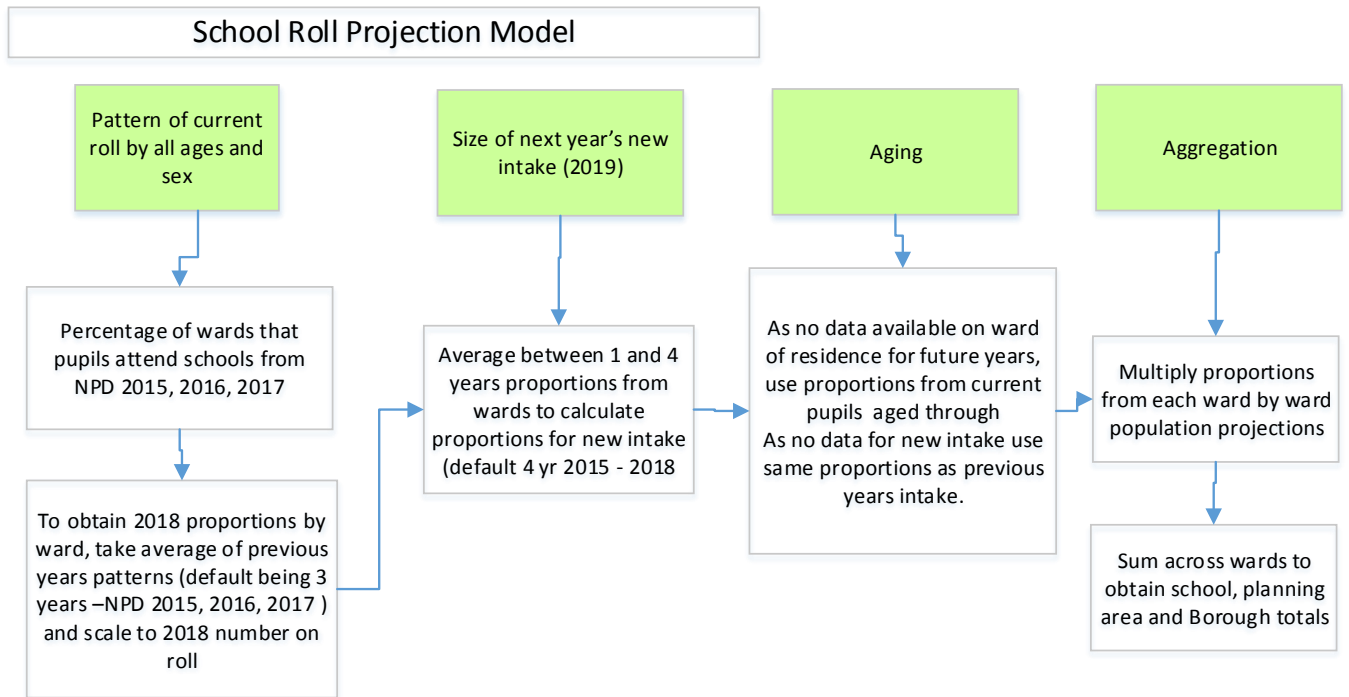 School Roll Projection Model
Pattern of current
roll by all ages and
sex
Size of next year's new
intake (2019)
Aging
Aggregation
Percentage of wards that
pupils attend schools from
NPD 2015, 2016, 2017
Average between 1 and 4
years proportions from
wards to calculate
proportions for new intake
(default 4 yr 2015 - 2018
As no data available on ward
of residence for future years,
use proportions from current
pupils  aged through
As no data for new intake use
same proportions as previous
years intake.
Multiply proportions
from each ward by ward
population projections
To obtain 2018 proportions by
ward, take average of previous
years patterns (default being 3
years –NPD 2015, 2016, 2017 )
and scale to 2018 number on
roll
Sum across wards to
obtain school, planning
area and Borough totals